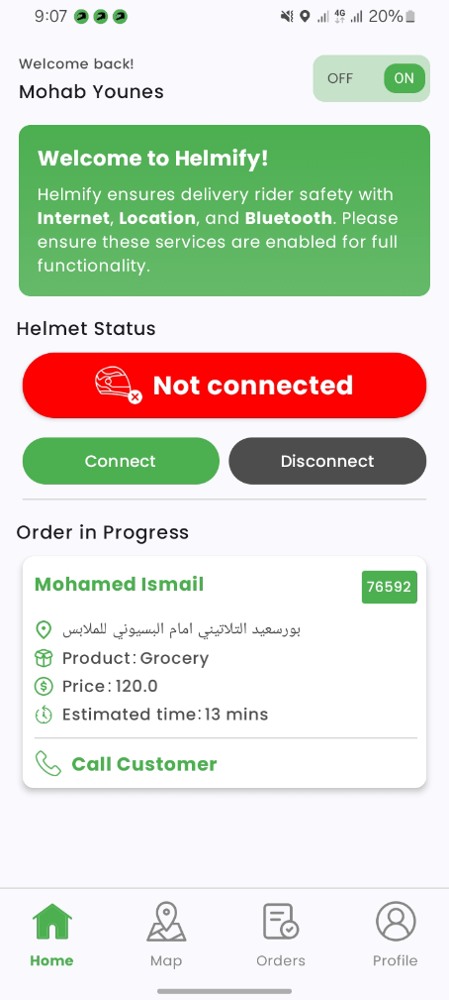 9:07
4G
20%
Welcome back!
Mohab Younes
OFF ON
Welcome to Helmify!
Helmify ensures delivery rider safety with
Internet, Location, and Bluetooth. Please
ensure these services are enabled for full
functionality.
Helmet Status
Not connected
Connect
Disconnect
Order in Progress
Mohamed Ismail
76592
بورسعيد الثلاتيني امام البسيوني للملابس
Product: Grocery
Price: 120.0
Estimated time: 13 mins
Call Customer
Home
Map
Orders
Profile